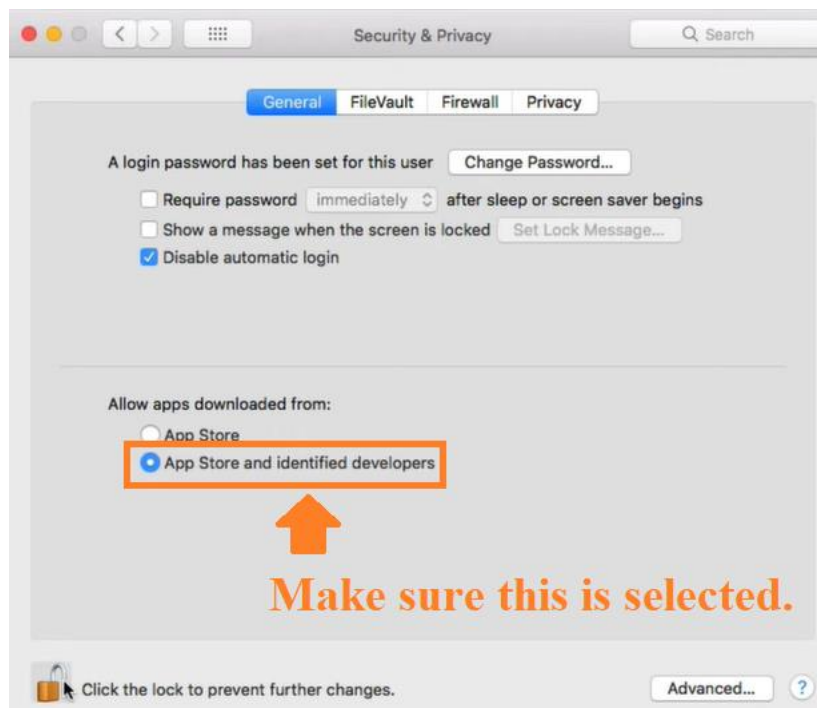 Security & Privacy
Search
General FileVault Firewall Privacy
A login password has been set for this user Change Password...
Require password immediately after sleep or screen saver begins
Show a message when the screen is locked Set Lock Message...
Disable automatic login
Allow apps downloaded from:
App Store
App Store and identified developers
Make sure this is selected.
Click the lock to prevent further changes.
Advanced... ?